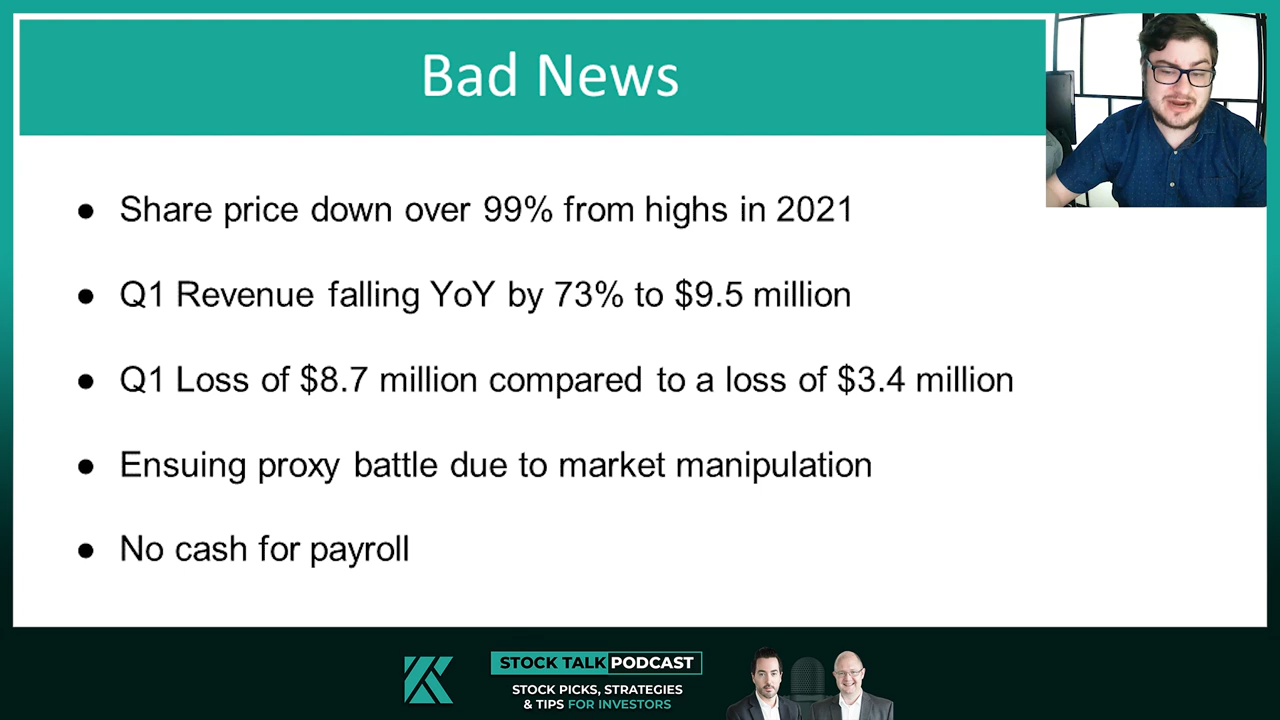 Bad News
● Share price down over 99% from highs in 2021
● Q1 Revenue falling YoY by 73% to $9.5 million
● Q1 Loss of $8.7 million compared to a loss of $3.4 million
● Ensuing proxy battle due to market manipulation
● No cash for payroll
STOCK TALK PODCAST
STOCK PICKS, STRATEGIES
& TIPS FOR INVESTORS